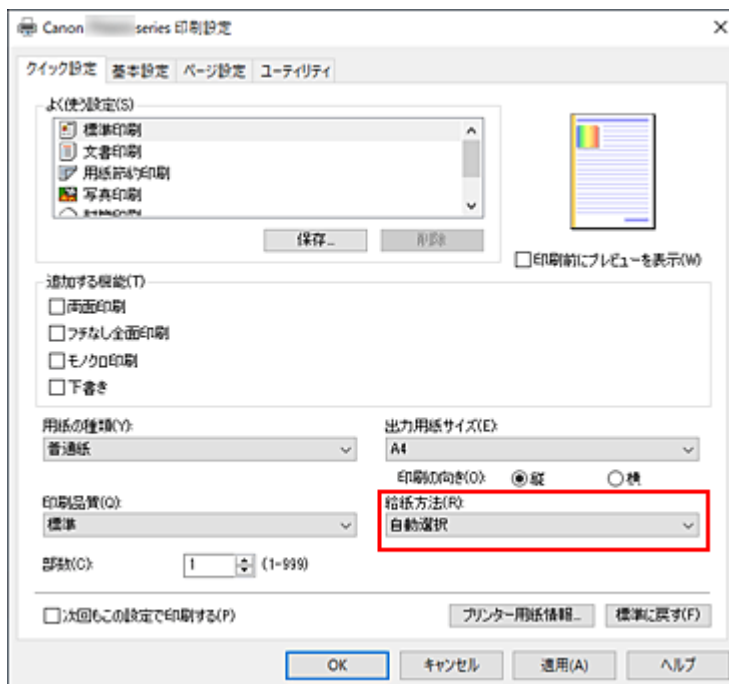 Canon series 印刷設定
クイック設定 基本設定 ページ設定 ユーティリティ
よく使う設定(S)
標準印刷
文書印刷
用紙節約印刷
写真印刷
保存...
削除
印刷前にプレビューを表示(W)
追加する機能(T)
両面印刷
フチなし全面印刷
モノクロ印刷
下書き
用紙の種類(Y):
普通紙
出力用紙サイズ(E):
A4
印刷の向き(O): 縦 横
印刷品質(Q):
標準
給紙方法(R):
自動選択
部数(C): 1 (1-999)
次回もこの設定で印刷する(P)
プリンター用紙情報... 標準に戻す(F)
OK キャンセル 適用(A) ヘルプ